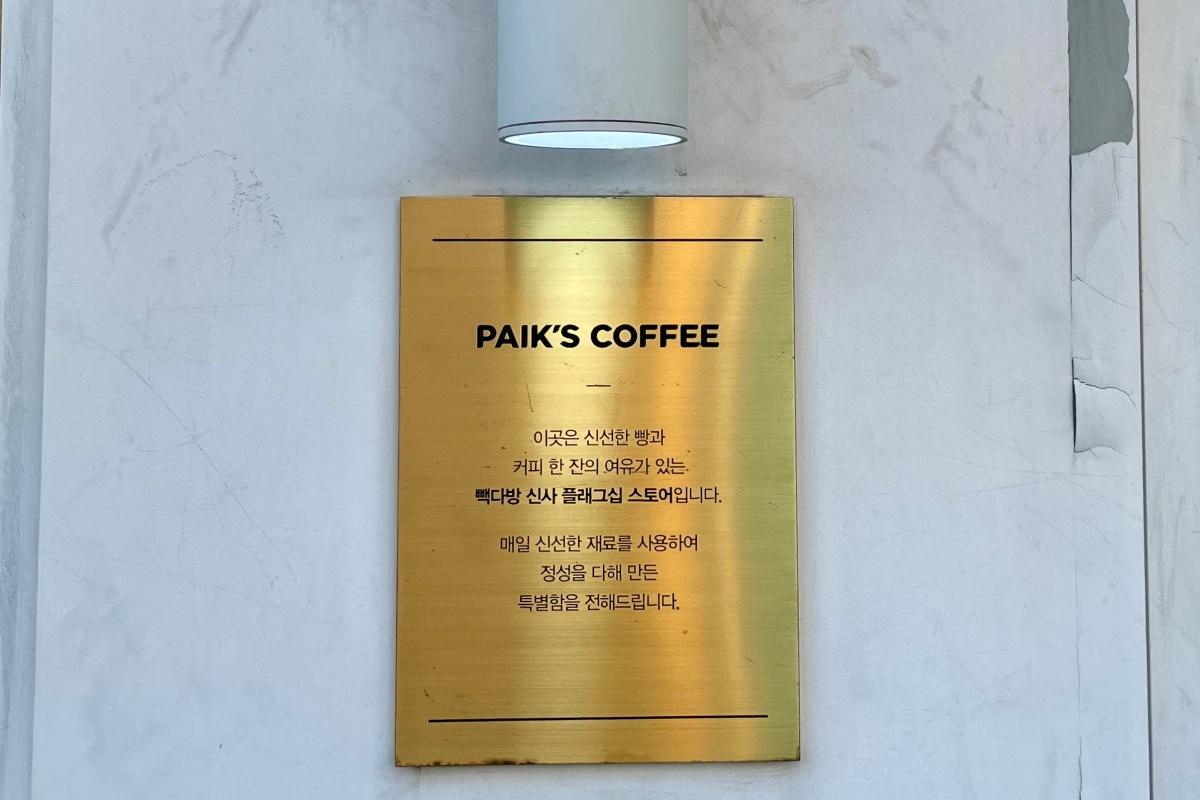 PAIK'S COFFEE
이곳은 신선한 빵과
커피 한 잔의 여유가 있는
빽다방 신사 플래그십 스토어입니다.
매일 신선한 재료를 사용하여
정성을 다해 만든
특별함을 전해드립니다.